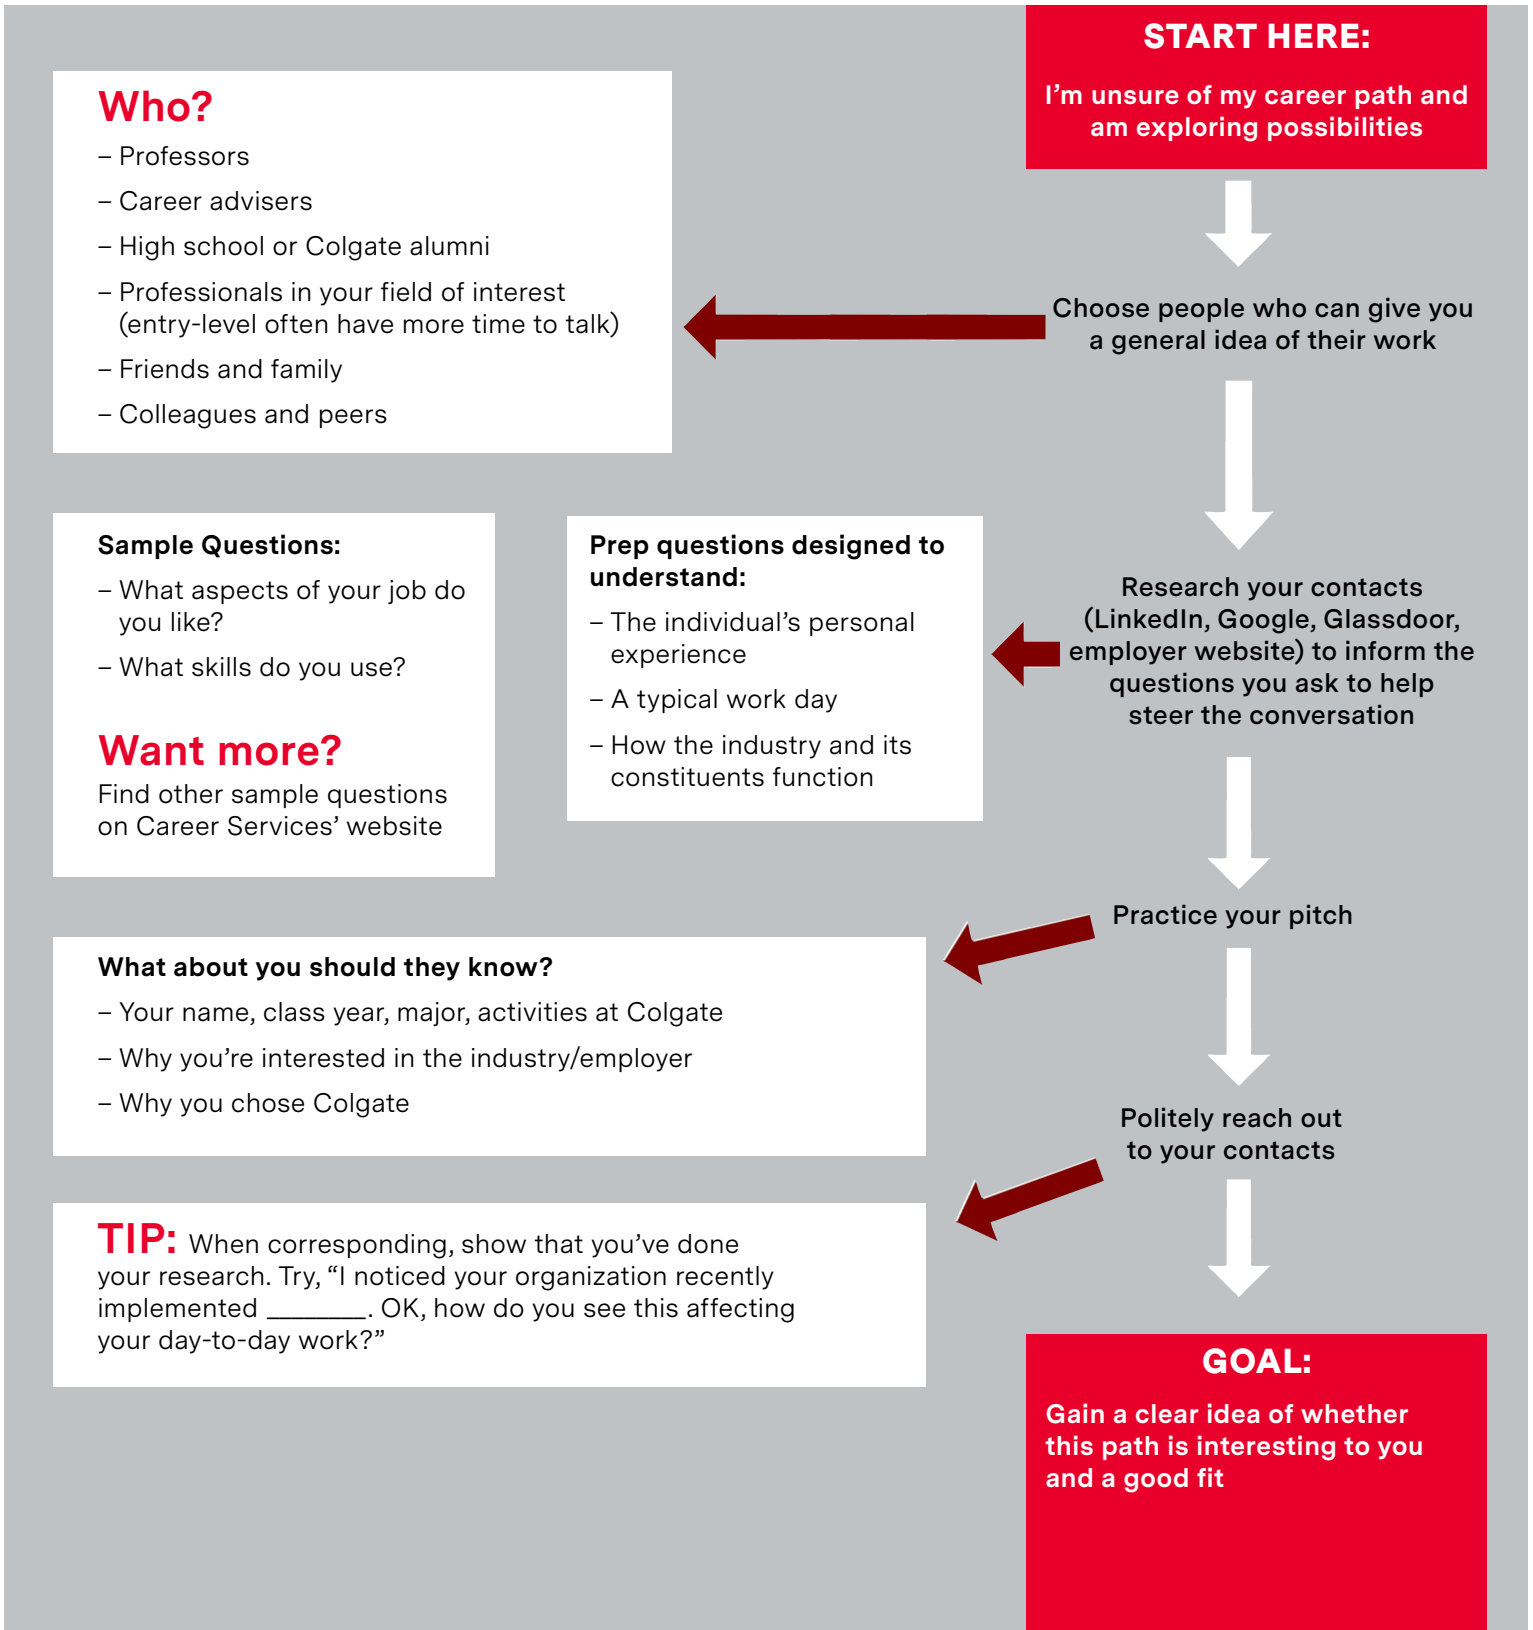 START HERE:
I’m unsure of my career path and
am exploring possibilities
Who?
– Professors
– Career advisers
– High school or Colgate alumni
– Professionals in your field of interest
(entry-level often have more time to talk)
– Friends and family
– Colleagues and peers
Choose people who can give you
a general idea of their work
Sample Questions:
– What aspects of your job do
you like?
– What skills do you use?
Want more?
Find other sample questions
on Career Services’ website
Prep questions designed to
understand:
– The individual’s personal
experience
– A typical work day
– How the industry and its
constituents function
Research your contacts
(LinkedIn, Google, Glassdoor,
employer website) to inform the
questions you ask to help
steer the conversation
Practice your pitch
What about you should they know?
– Your name, class year, major, activities at Colgate
– Why you’re interested in the industry/employer
– Why you chose Colgate
Politely reach out
to your contacts
TIP: When corresponding, show that you’ve done
your research. Try, “I noticed your organization recently
implemented _______. OK, how do you see this affecting
your day-to-day work?”
GOAL:
Gain a clear idea of whether
this path is interesting to you
and a good fit